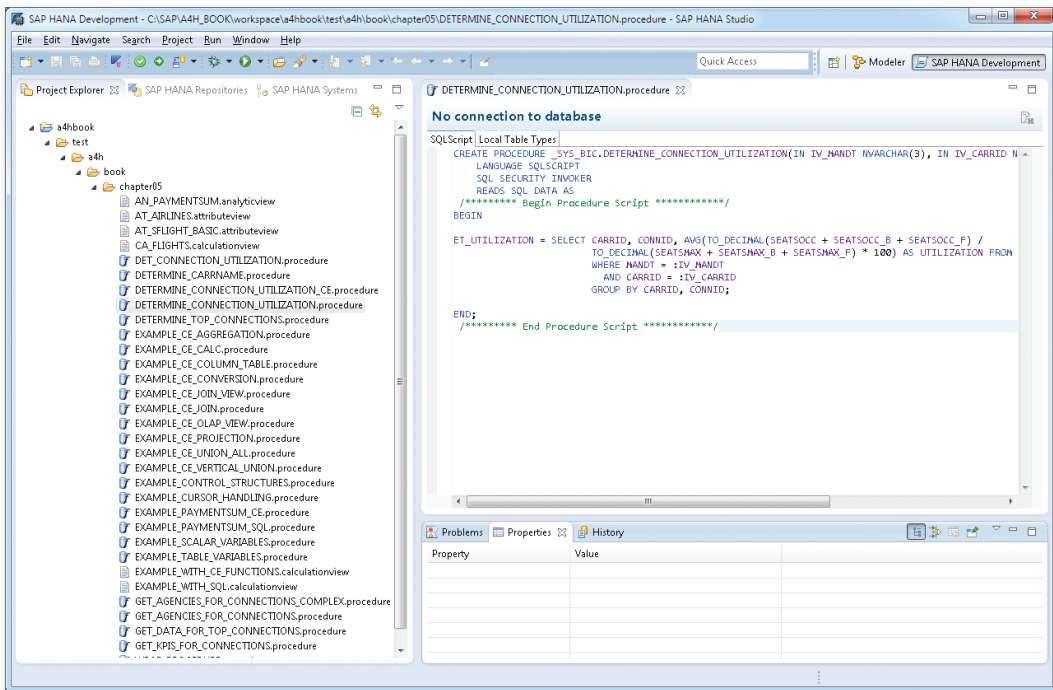 SAP HANA Development - C:\SAP\A4H_BOOK\workspace\a4hbook\test\a4h\book\chapter05\DETERMINE_CONNECTION_UTILIZATION.procedure - SAP HANA Studio
File Edit Navigate Search Project Run Window Help
Quick Access
Modeler
SAP HANA Development
Project Explorer
SAP HANA Repositories
SAP HANA Systems
a4hbook
test
a4h
book
chapter05
AN_PAYMENTSUM.analyticview
AT_AIRLINES.attributeview
AT_SFLIGHT_BASIC.attributeview
CA_FLIGHTS.calculationview
DET_CONNECTION_UTILIZATION.procedure
DETERMINE_CARRNAME.procedure
DETERMINE_CONNECTION_UTILIZATION_CE.procedure
DETERMINE_CONNECTION_UTILIZATION.procedure
DETERMINE_TOP_CONNECTIONS.procedure
EXAMPLE_CE_AGGREGATION.procedure
EXAMPLE_CE_CALC.procedure
EXAMPLE_CE_COLUMN_TABLE.procedure
EXAMPLE_CE_CONVERSION.procedure
EXAMPLE_CE_JOIN_VIEW.procedure
EXAMPLE_CE_JOIN.procedure
EXAMPLE_CE_OLAP_VIEW.procedure
EXAMPLE_CE_PROJECTION.procedure
EXAMPLE_CE_UNION_ALL.procedure
EXAMPLE_CE_VERTICAL_UNION.procedure
EXAMPLE_CONTROL_STRUCTURES.procedure
EXAMPLE_CURSOR_HANDLING.procedure
EXAMPLE_PAYMENTSUM_CE.procedure
EXAMPLE_PAYMENTSUM_SQL.procedure
EXAMPLE_SCALAR_VARIABLES.procedure
EXAMPLE_TABLE_VARIABLES.procedure
EXAMPLE_WITH_CE_FUNCTIONS.calculationview
EXAMPLE_WITH_SQL.calculationview
GET_AGENCIES_FOR_CONNECTIONS_COMPLEX.procedure
GET_AGENCIES_FOR_CONNECTIONS.procedure
GET_DATA_FOR_TOP_CONNECTIONS.procedure
GET_KPIS_FOR_CONNECTIONS.procedure
DETERMINE_CONNECTION_UTILIZATION.procedure
No connection to database
SQLScript Local Table Types
CREATE PROCEDURE _SYS_BIC.DETERMINE_CONNECTION_UTILIZATION(IN IV_MANDT NVARCHAR(3), IN IV_CARRID N
LANGUAGE SQLSCRIPT
SQL SECURITY INVOKER
READS SQL DATA AS
/********* Begin Procedure Script ************/
BEGIN
ET_UTILIZATION = SELECT CARRID, CONNID, AVG(TO_DECIMAL(SEATSOCC + SEATSOCC_B + SEATSOCC_F) /
TO_DECIMAL(SEATSMAX + SEATSMAX_B + SEATSMAX_F) * 100) AS UTILIZATION FROM
WHERE MANDT = :IV_MANDT
AND CARRID = :IV_CARRID
GROUP BY CARRID, CONNID;
END;
/********* End Procedure Script ************/
Problems
Properties
History
Property Value